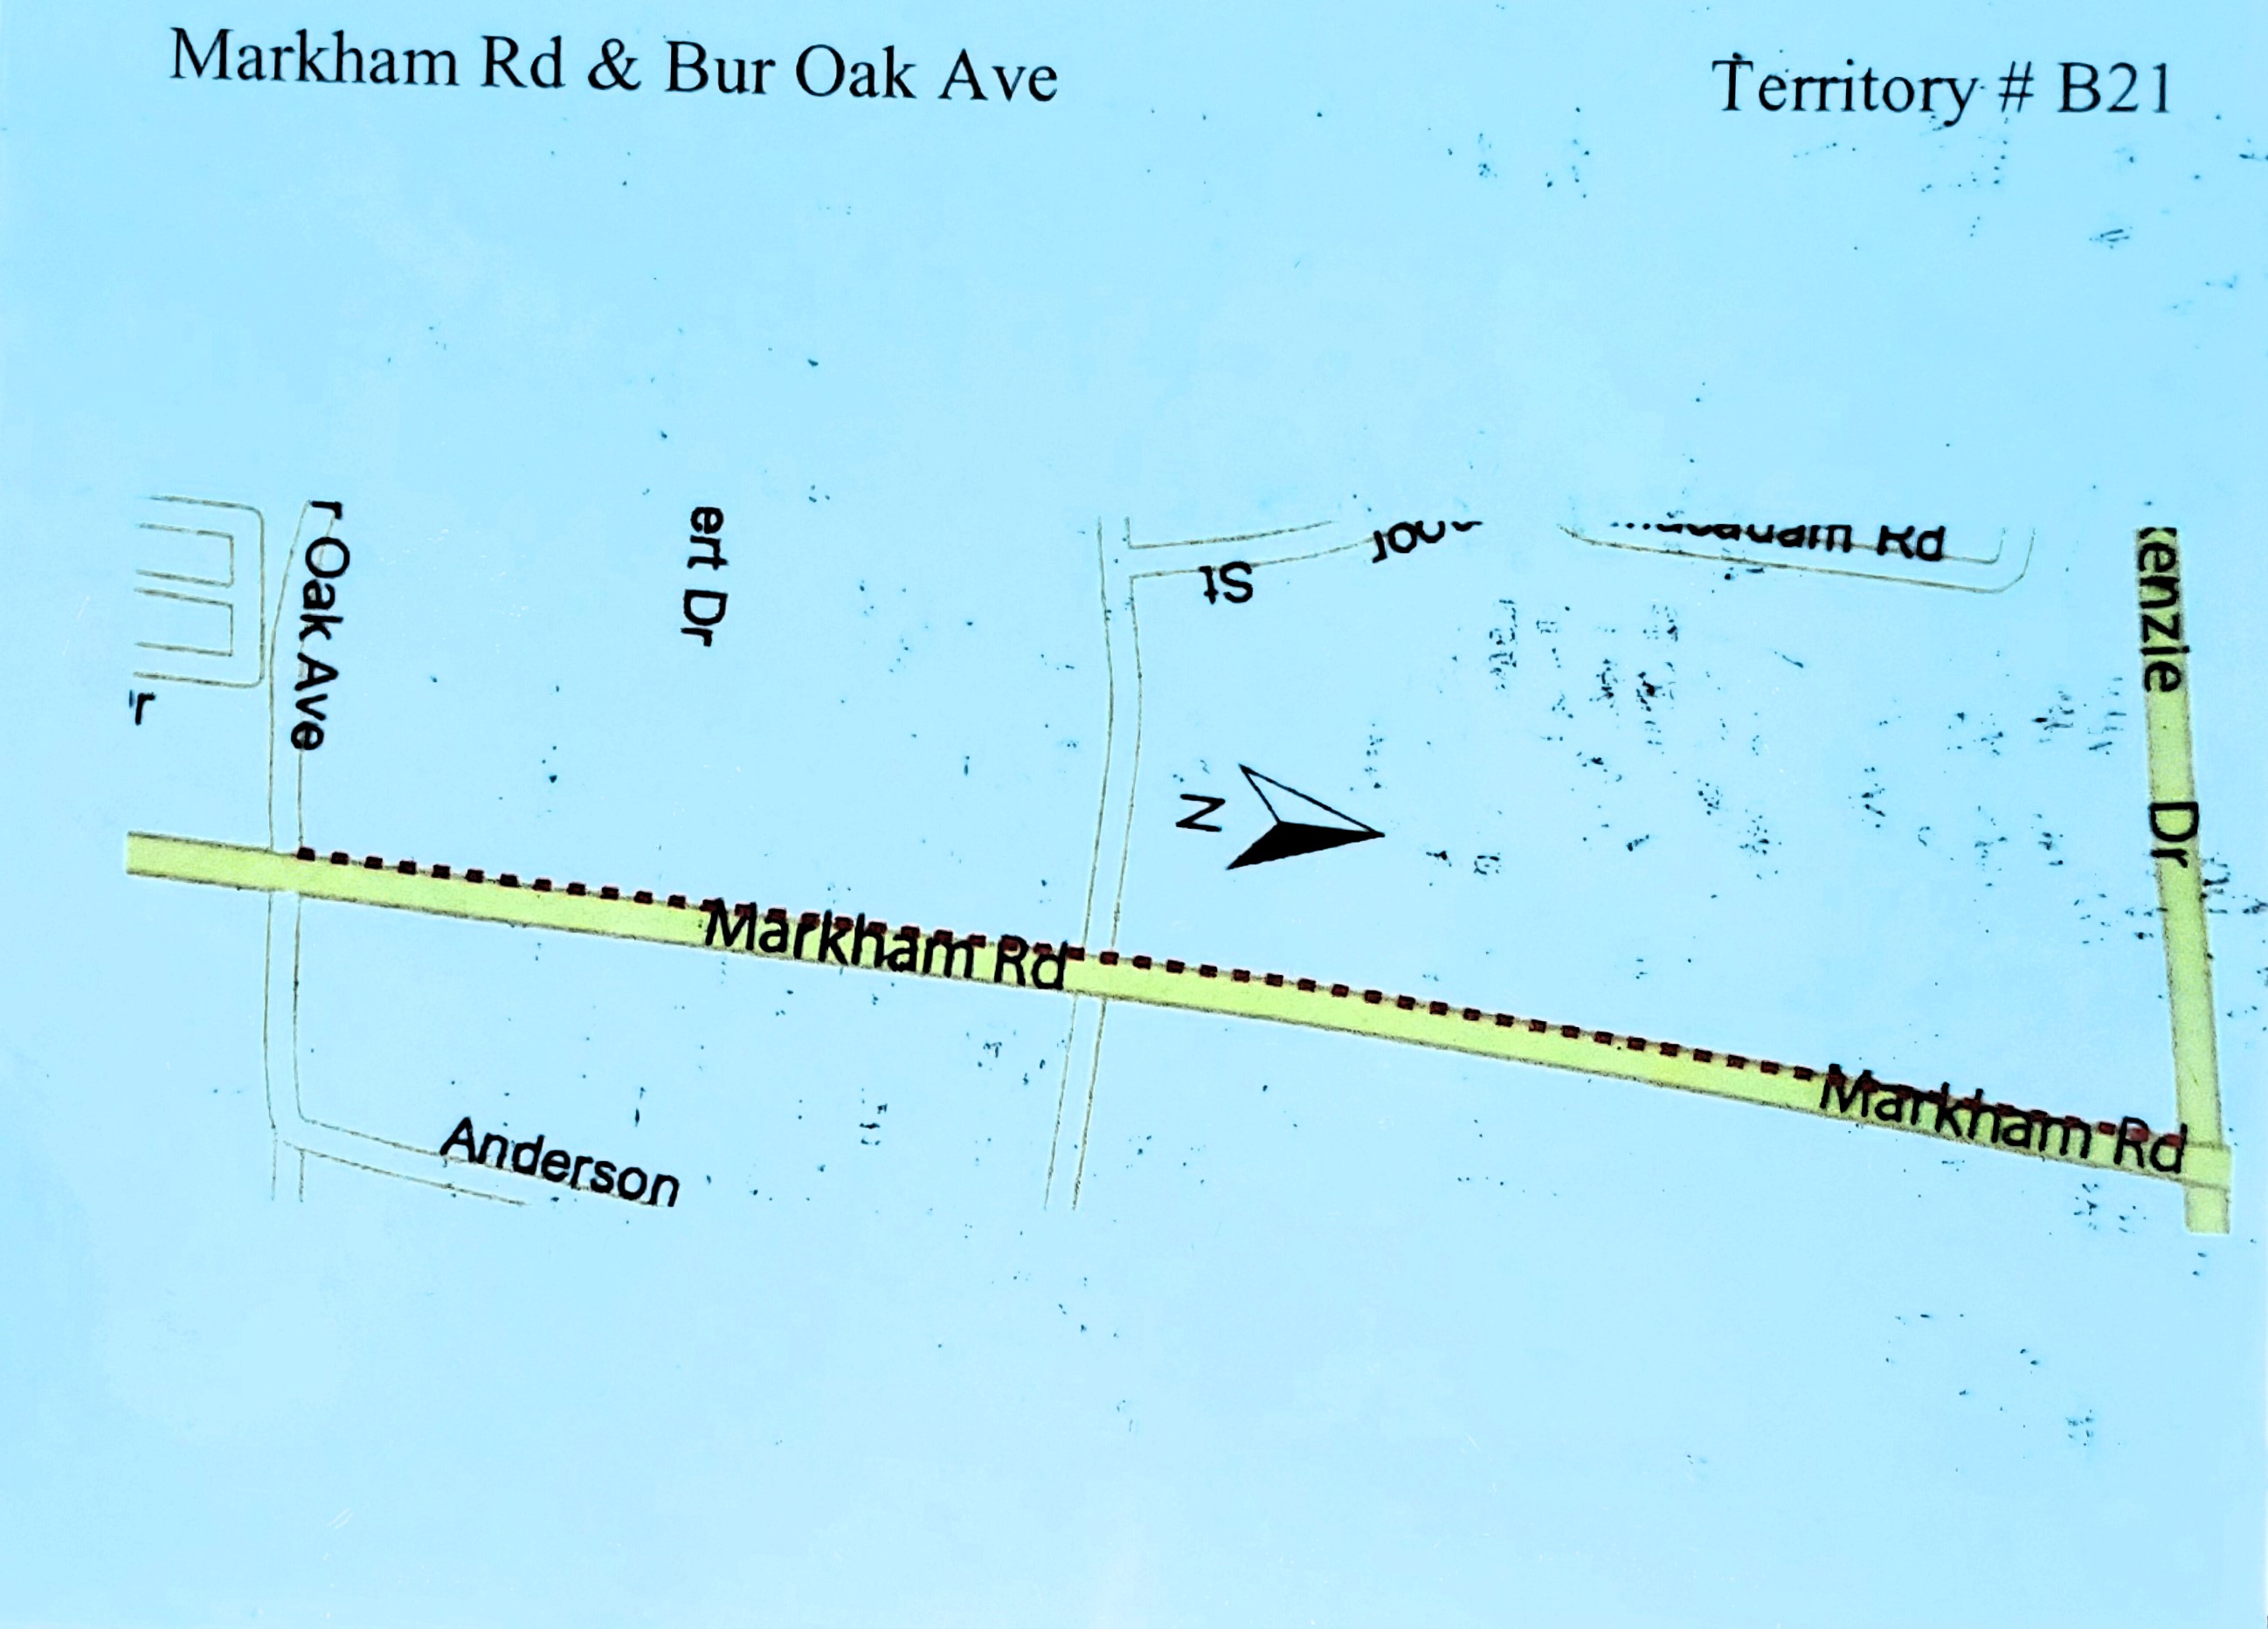 Markham Rd & Bur Oak Ave
Territory # B21
r Oak Ave
ert Dr
St
Rd
kenzie Dr
N
Markham Rd
Markham Rd
Anderson